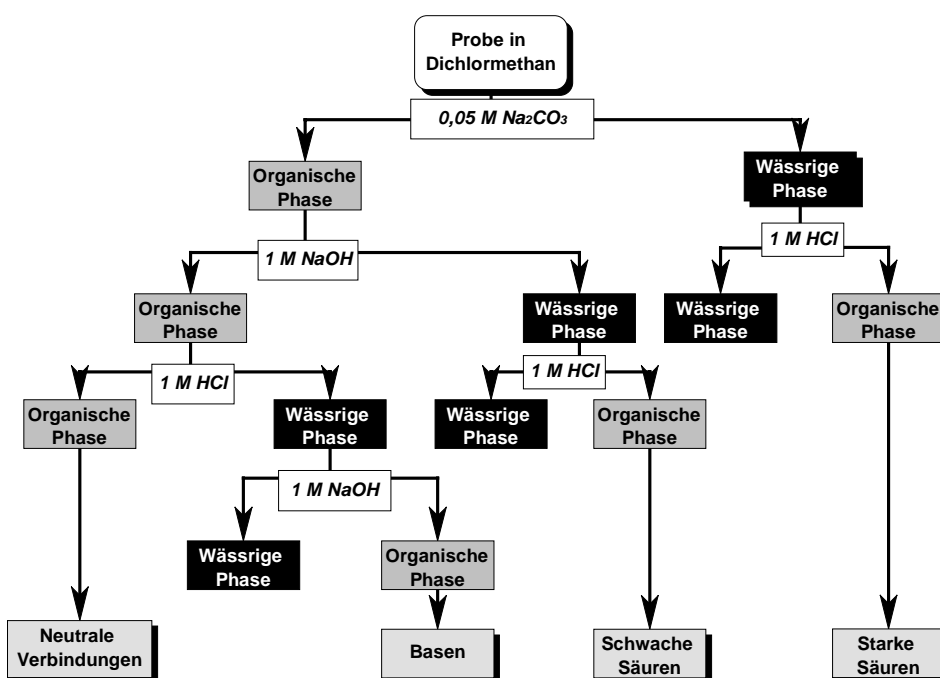 Probe in
Dichlormethan
0,05 M Na₂CO₃
Organische
Phase
Wässrige
Phase
1 M HCl
1 M NaOH
Organische
Phase
Wässrige
Phase
Wässrige
Phase
Organische
Phase
1 M HCl
1 M HCl
Organische
Phase
Wässrige
Phase
Wässrige
Phase
Organische
Phase
1 M NaOH
Wässrige
Phase
Organische
Phase
Neutrale
Verbindungen
Basen
Schwache
Säuren
Starke
Säuren